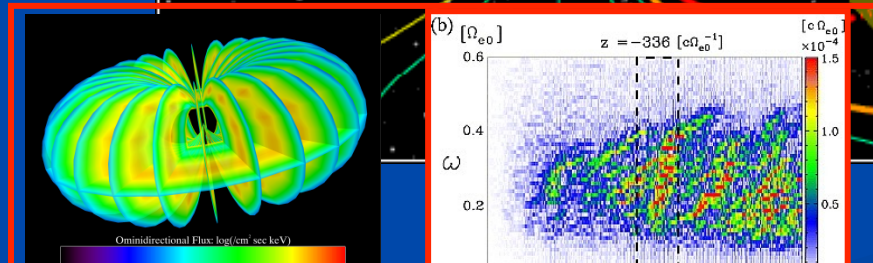 Ominidirectional Flux: log(/cm² sec keV)
(b) [Ωₑ₀]
z = −336 [cΩₑ₀⁻¹]
[c Ωₑ₀]
×10⁻⁴
0.6
0.4
ω
0.2
1.5
1.0
0.5